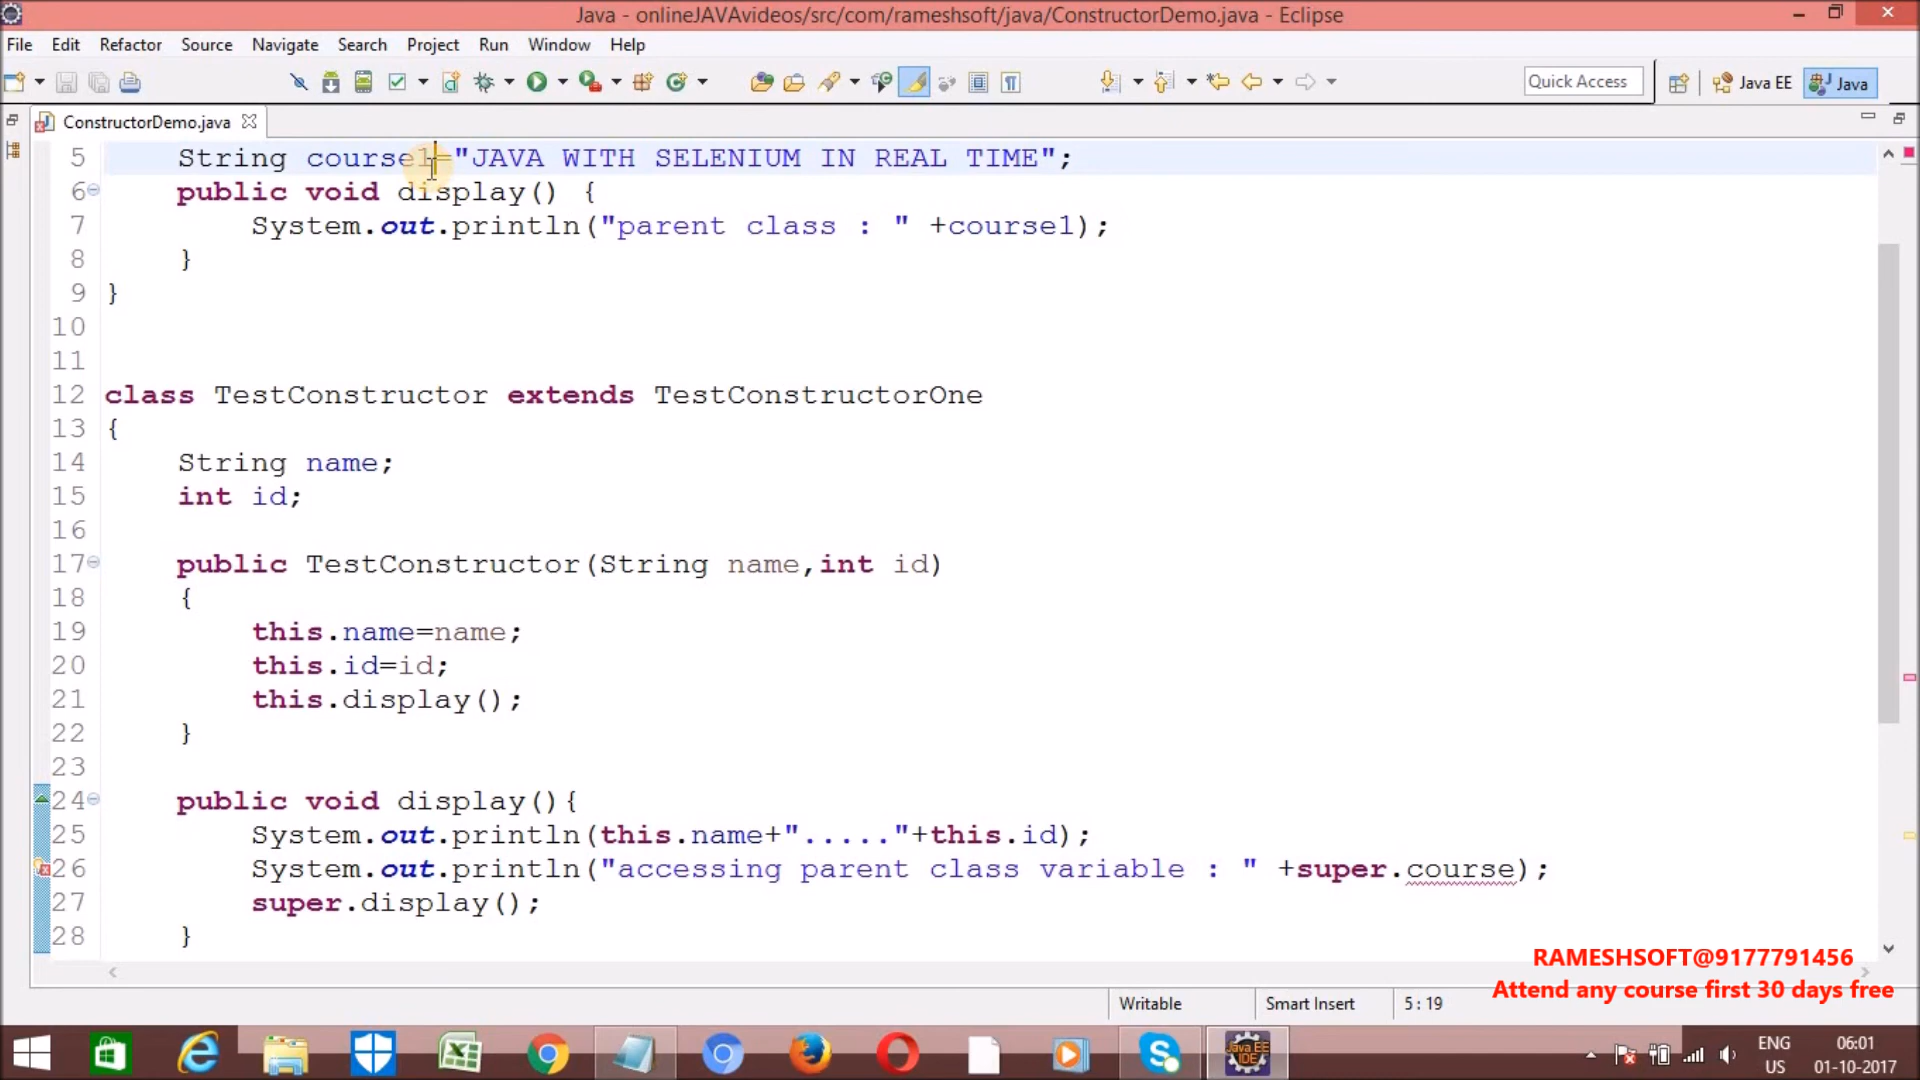 Java - onlineJAVAvideos/src/com/rameshsoft/java/ConstructorDemo.java - Eclipse
File Edit Refactor Source Navigate Search Project Run Window Help
Quick Access Java EE Java
ConstructorDemo.java
5 String course1="JAVA WITH SELENIUM IN REAL TIME";
6 public void display() {
7 System.out.println("parent class : " +course1);
8 }
9 }
10
11
12 class TestConstructor extends TestConstructorOne
13 {
14 String name;
15 int id;
16
17 public TestConstructor(String name,int id)
18 {
19 this.name=name;
20 this.id=id;
21 this.display();
22 }
23
24 public void display(){
25 System.out.println(this.name+"....."+this.id);
26 System.out.println("accessing parent class variable : " +super.course);
27 super.display();
28 }
RAMESHSOFT@9177791456
Attend any course first 30 days free
Writable Smart Insert 5 : 19
Java EE
IDE
ENG
US
06:01
01-10-2017